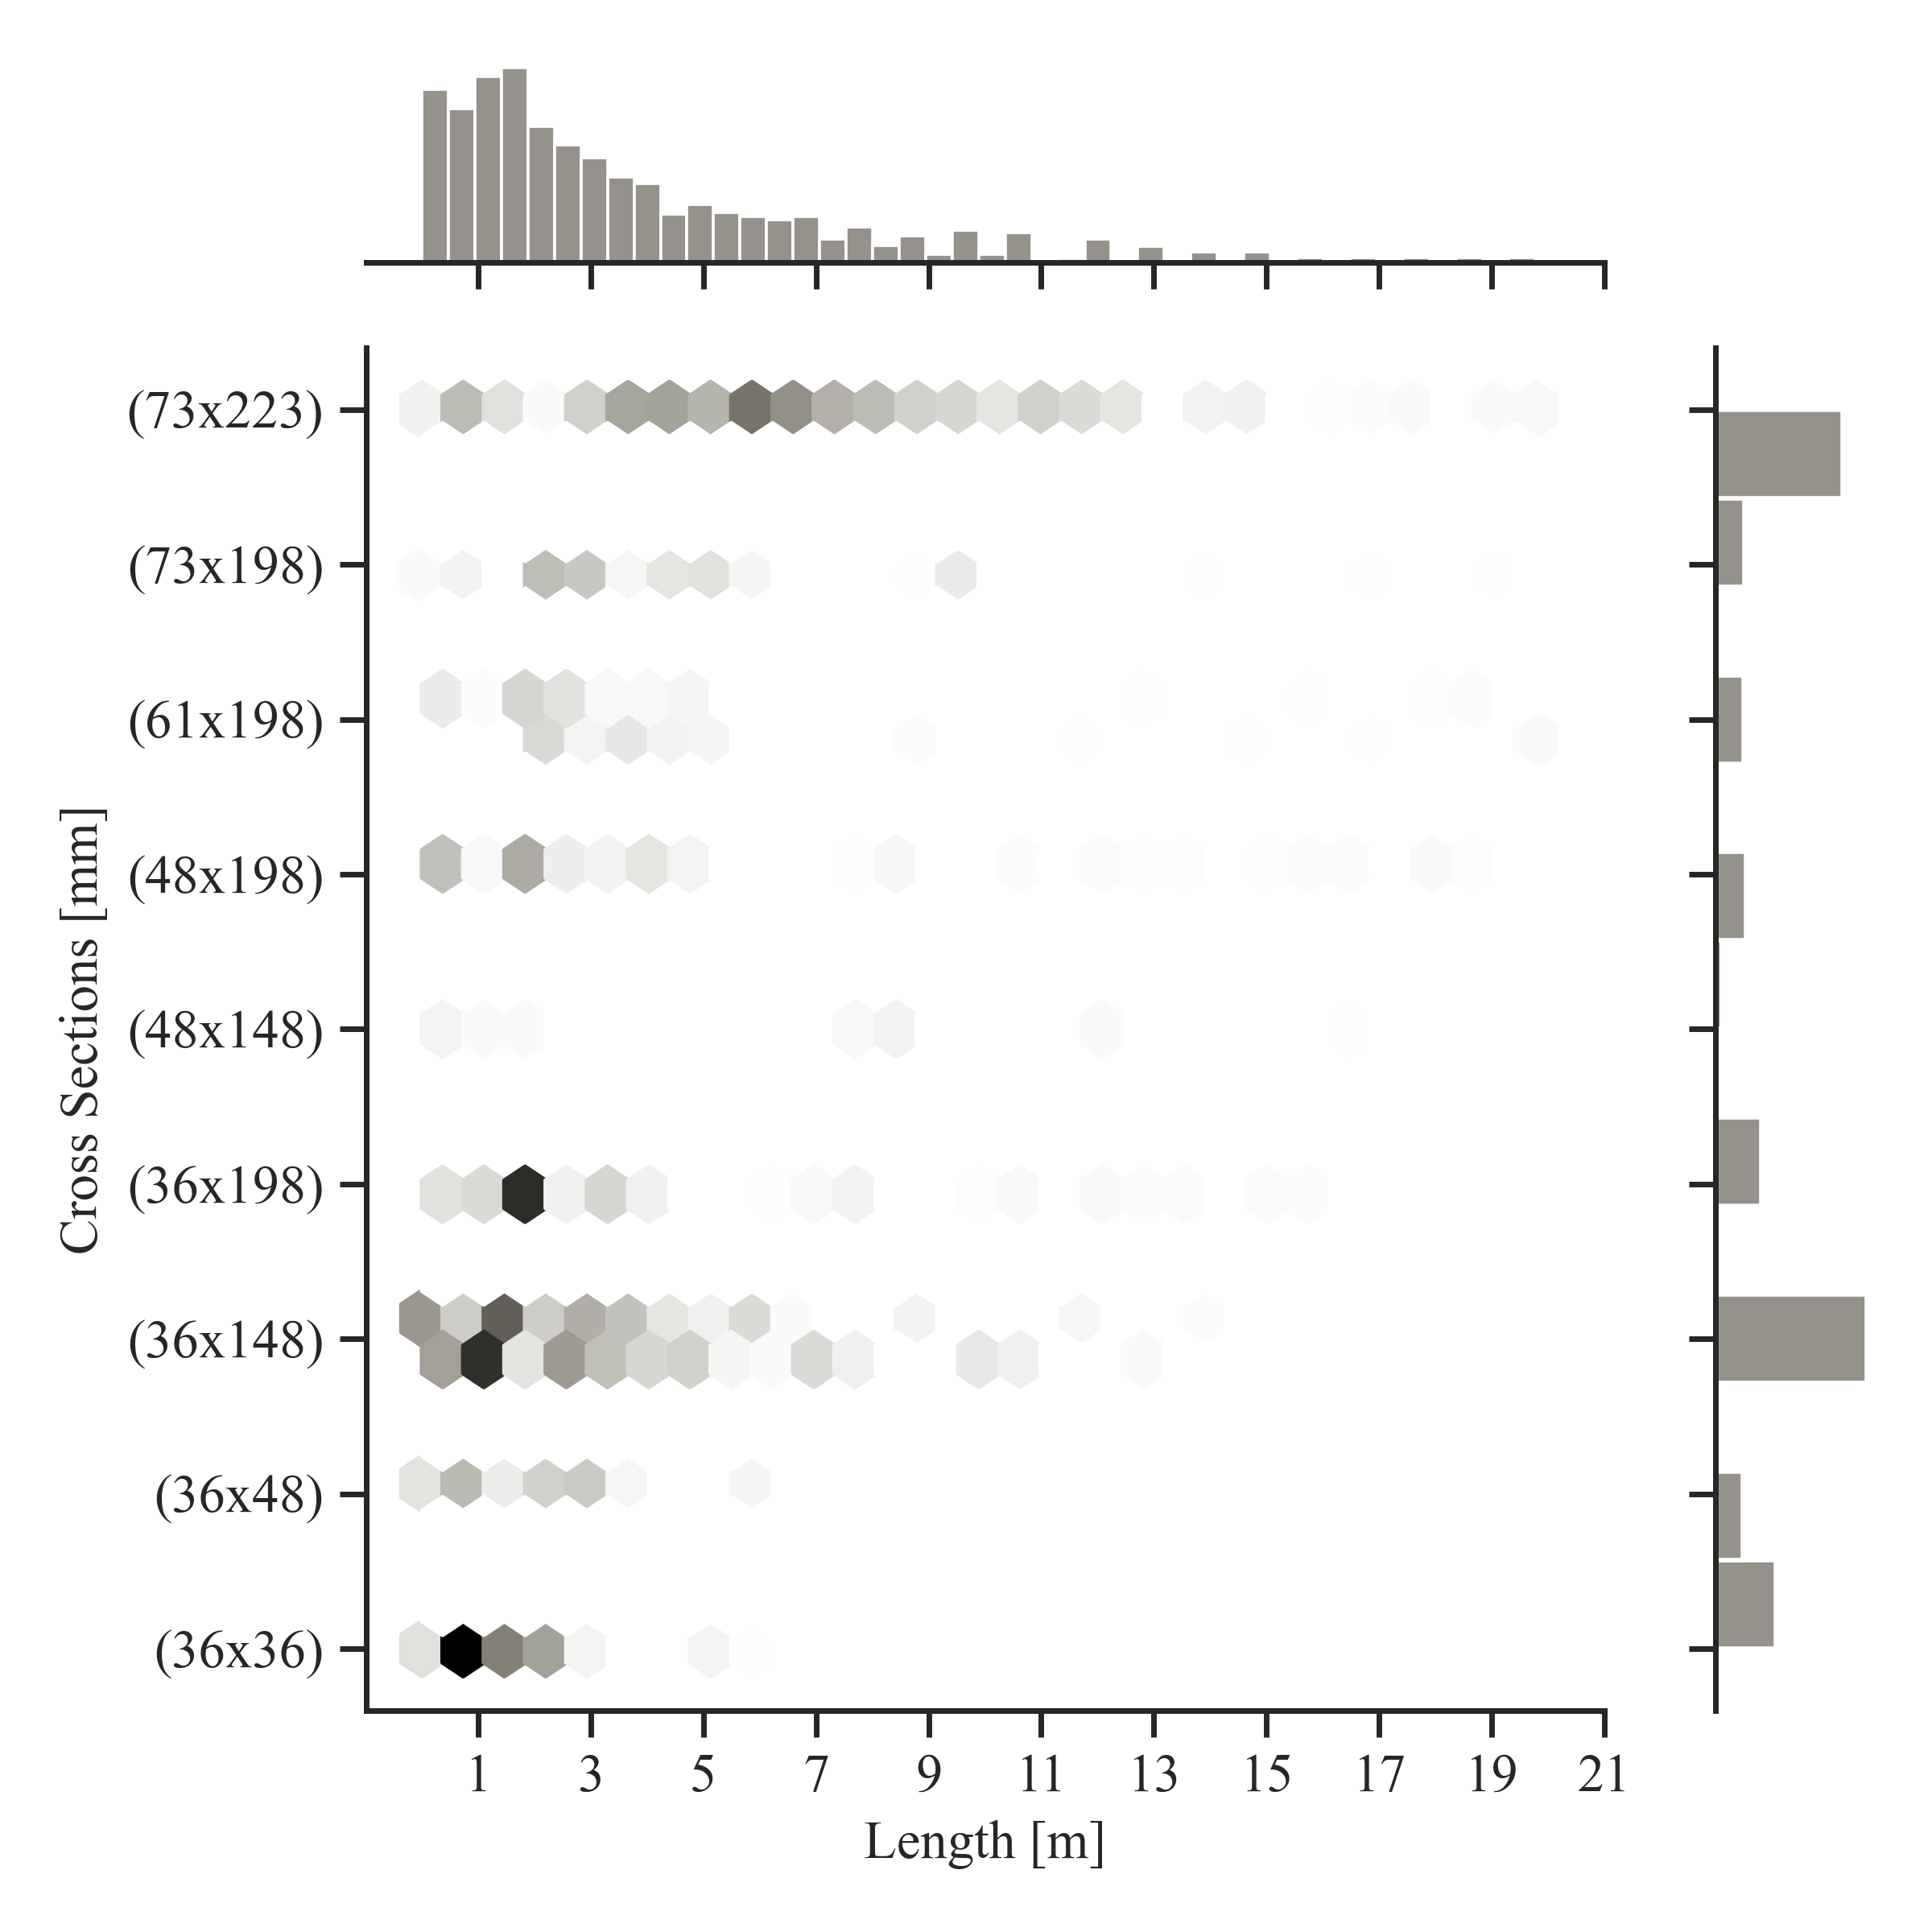 (73x223)
(73x198)
(61x198)
(48x198)
(48x148)
(36x198)
(36x148)
(36x48)
(36x36)
Cross Sections [mm]
1 3 5 7 9 11 13 15 17 19 21
Length [m]